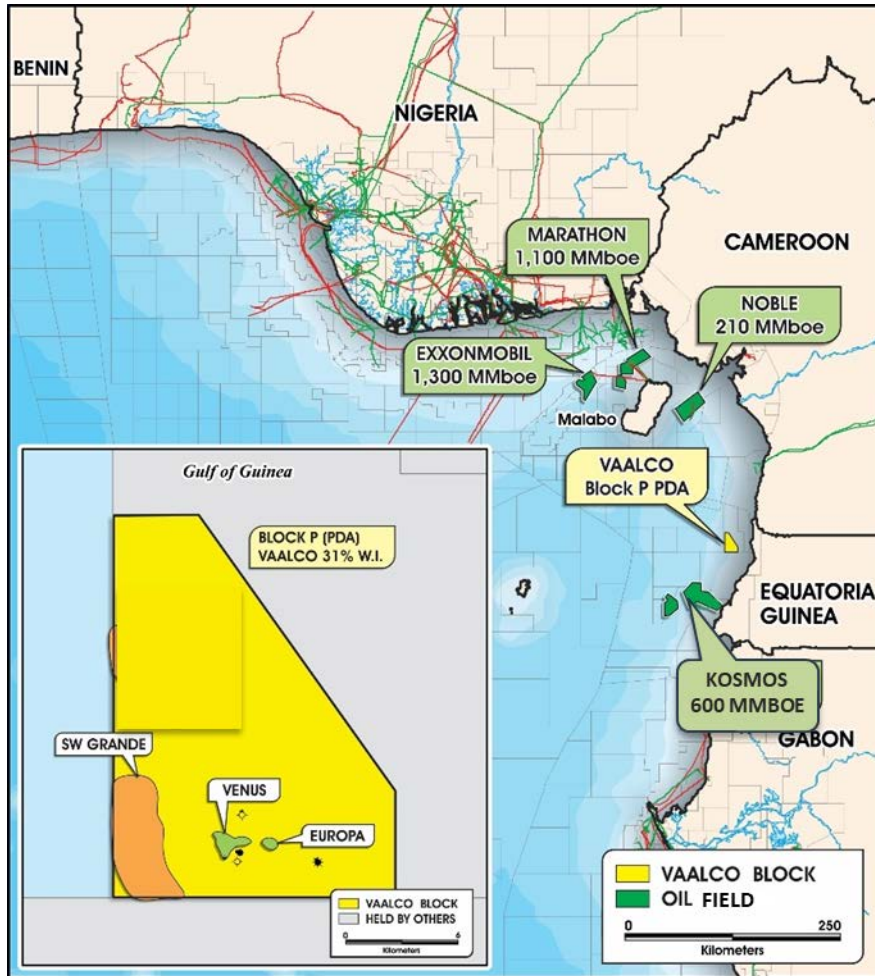 BENIN
NIGERIA
CAMEROON
MARATHON
1,100 MMboe
NOBLE
210 MMboe
EXXONMOBIL
1,300 MMboe
Malabo
VAALCO
Block P PDA
EQUATORIA
GUINEA
KOSMOS
600 MMBOE
GABON
Gulf of Guinea
BLOCK P (PDA)
VAALCO 31% W.I.
SW GRANDE
VENUS
EUROPA
VAALCO BLOCK
HELD BY OTHERS
0 6
Kilometers
VAALCO BLOCK
OIL FIELD
0 250
Kilometers